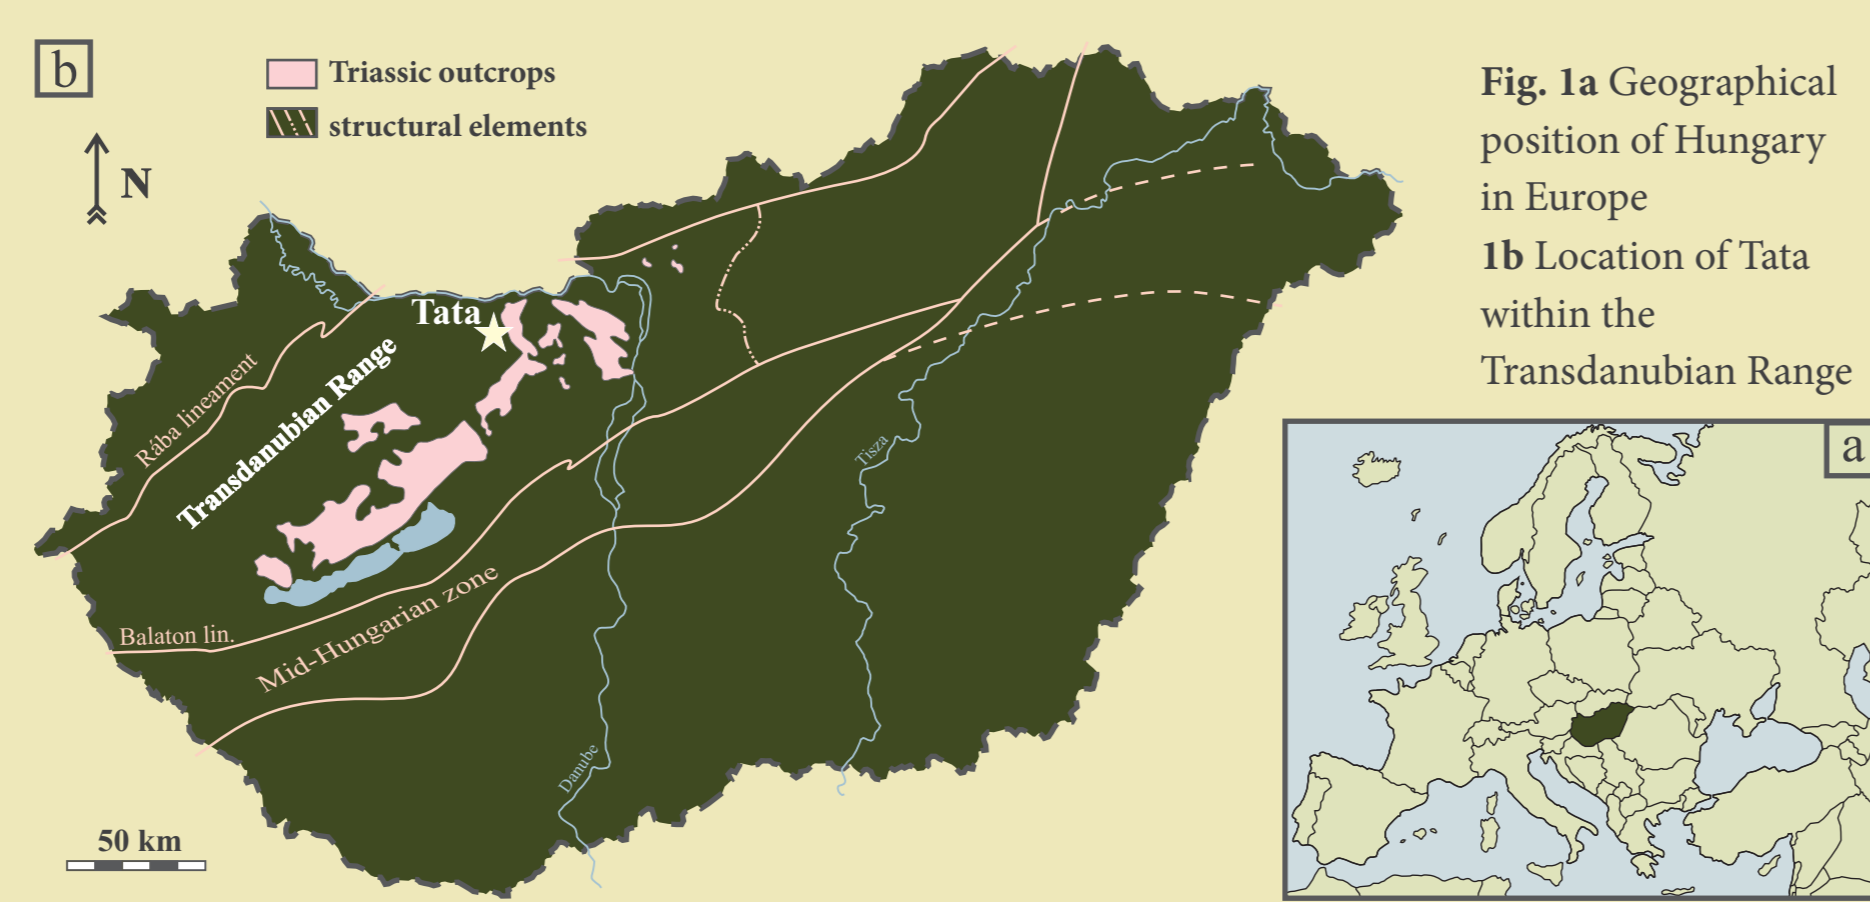 b
Triassic outcrops
structural elements
N
Fig. 1a Geographical
position of Hungary
in Europe
1b Location of Tata
within the
Transdanubian Range
Tata
Rába lineament
Transdanubian Range
Tisza
Balaton lin.
Mid-Hungarian zone
Danube
50 km
a